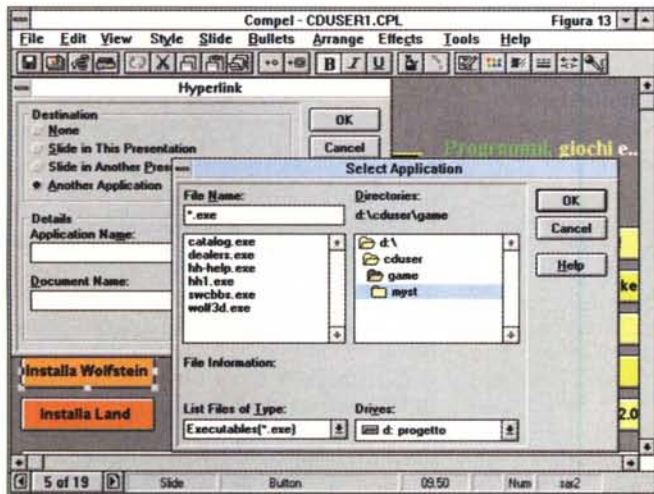 Compel - CDUSER1.CPL
Figura 13
File Edit View Style Slide Bullets Arrange Effects Tools Help
B I U
Hyperlink
Destination
None
Slide in This Presentation
Slide in Another
Another Application
OK
Cancel
Details
Application Name:
Document Name:
Programmi, giochi e..
Select Application
File Name:
*.exe
catalog.exe
dealers.exe
hh-help.exe
hh1.exe
swcbbs.exe
wolf3d.exe
Directories:
d:\cduser\game
d:\
cduser
game
myst
OK
Cancel
Help
File Information:
List Files of Type:
Executables(*.exe)
Drives:
d: progetto
Installa Wolfstein
Installa Land
ke
2.0
5 of 19 Slide Button 09.50 Num